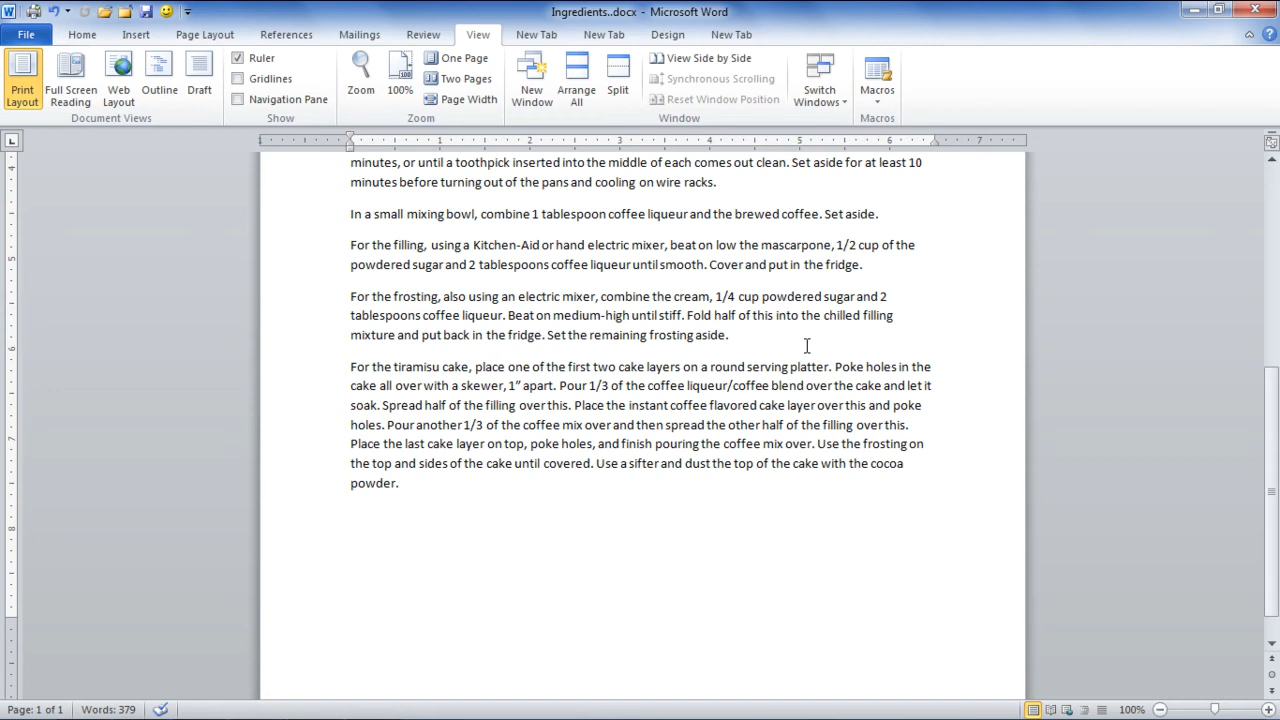 Ingredients..docx - Microsoft Word
File Home Insert Page Layout References Mailings Review View New Tab New Tab Design New Tab
Print Layout
Full Screen Reading
Web Layout
Outline
Draft
Document Views
Ruler
Gridlines
Navigation Pane
Show
Zoom
100%
One Page
Two Pages
Page Width
Zoom
New Window
Arrange All
Split
View Side by Side
Synchronous Scrolling
Reset Window Position
Window
Switch Windows
Macros
Macros
1 1 2 3 4 5 6 7
minutes, or until a toothpick inserted into the middle of each comes out clean. Set aside for at least 10
minutes before turning out of the pans and cooling on wire racks.
In a small mixing bowl, combine 1 tablespoon coffee liqueur and the brewed coffee. Set aside.
For the filling, using a Kitchen-Aid or hand electric mixer, beat on low the mascarpone, 1/2 cup of the
powdered sugar and 2 tablespoons coffee liqueur until smooth. Cover and put in the fridge.
For the frosting, also using an electric mixer, combine the cream, 1/4 cup powdered sugar and 2
tablespoons coffee liqueur. Beat on medium-high until stiff. Fold half of this into the chilled filling
mixture and put back in the fridge. Set the remaining frosting aside.
For the tiramisu cake, place one of the first two cake layers on a round serving platter. Poke holes in the
cake all over with a skewer, 1” apart. Pour 1/3 of the coffee liqueur/coffee blend over the cake and let it
soak. Spread half of the filling over this. Place the instant coffee flavored cake layer over this and poke
holes. Pour another 1/3 of the coffee mix over and then spread the other half of the filling over this.
Place the last cake layer on top, poke holes, and finish pouring the coffee mix over. Use the frosting on
the top and sides of the cake until covered. Use a sifter and dust the top of the cake with the cocoa
powder.
4
5
6
7
8
Page: 1 of 1 Words: 379 100%